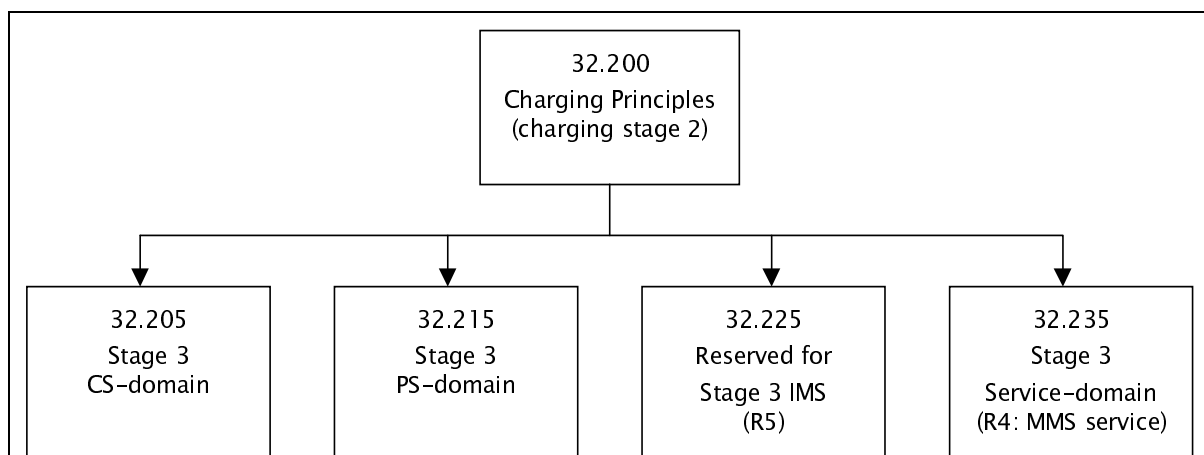 32.200
Charging Principles
(charging stage 2)
32.205
Stage 3
CS-domain
32.215
Stage 3
PS-domain
32.225
Reserved for
Stage 3 IMS
(R5)
32.235
Stage 3
Service-domain
(R4: MMS service)